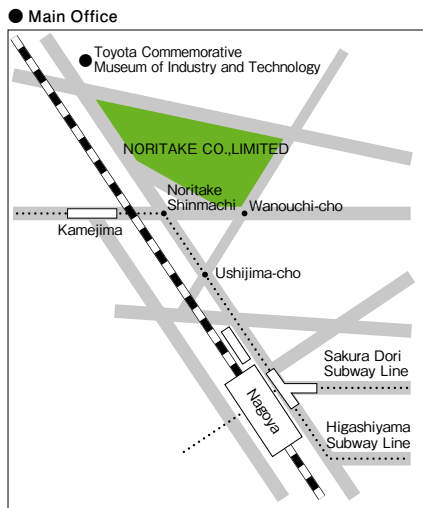 ● Main Office
Toyota Commemorative
Museum of Industry and Technology
NORITAKE CO.,LIMITED
Noritake
Shinmachi
Wanouchi-cho
Kamejima
Ushijima-cho
Sakura Dori
Subway Line
Nagoya
Higashiyama
Subway Line